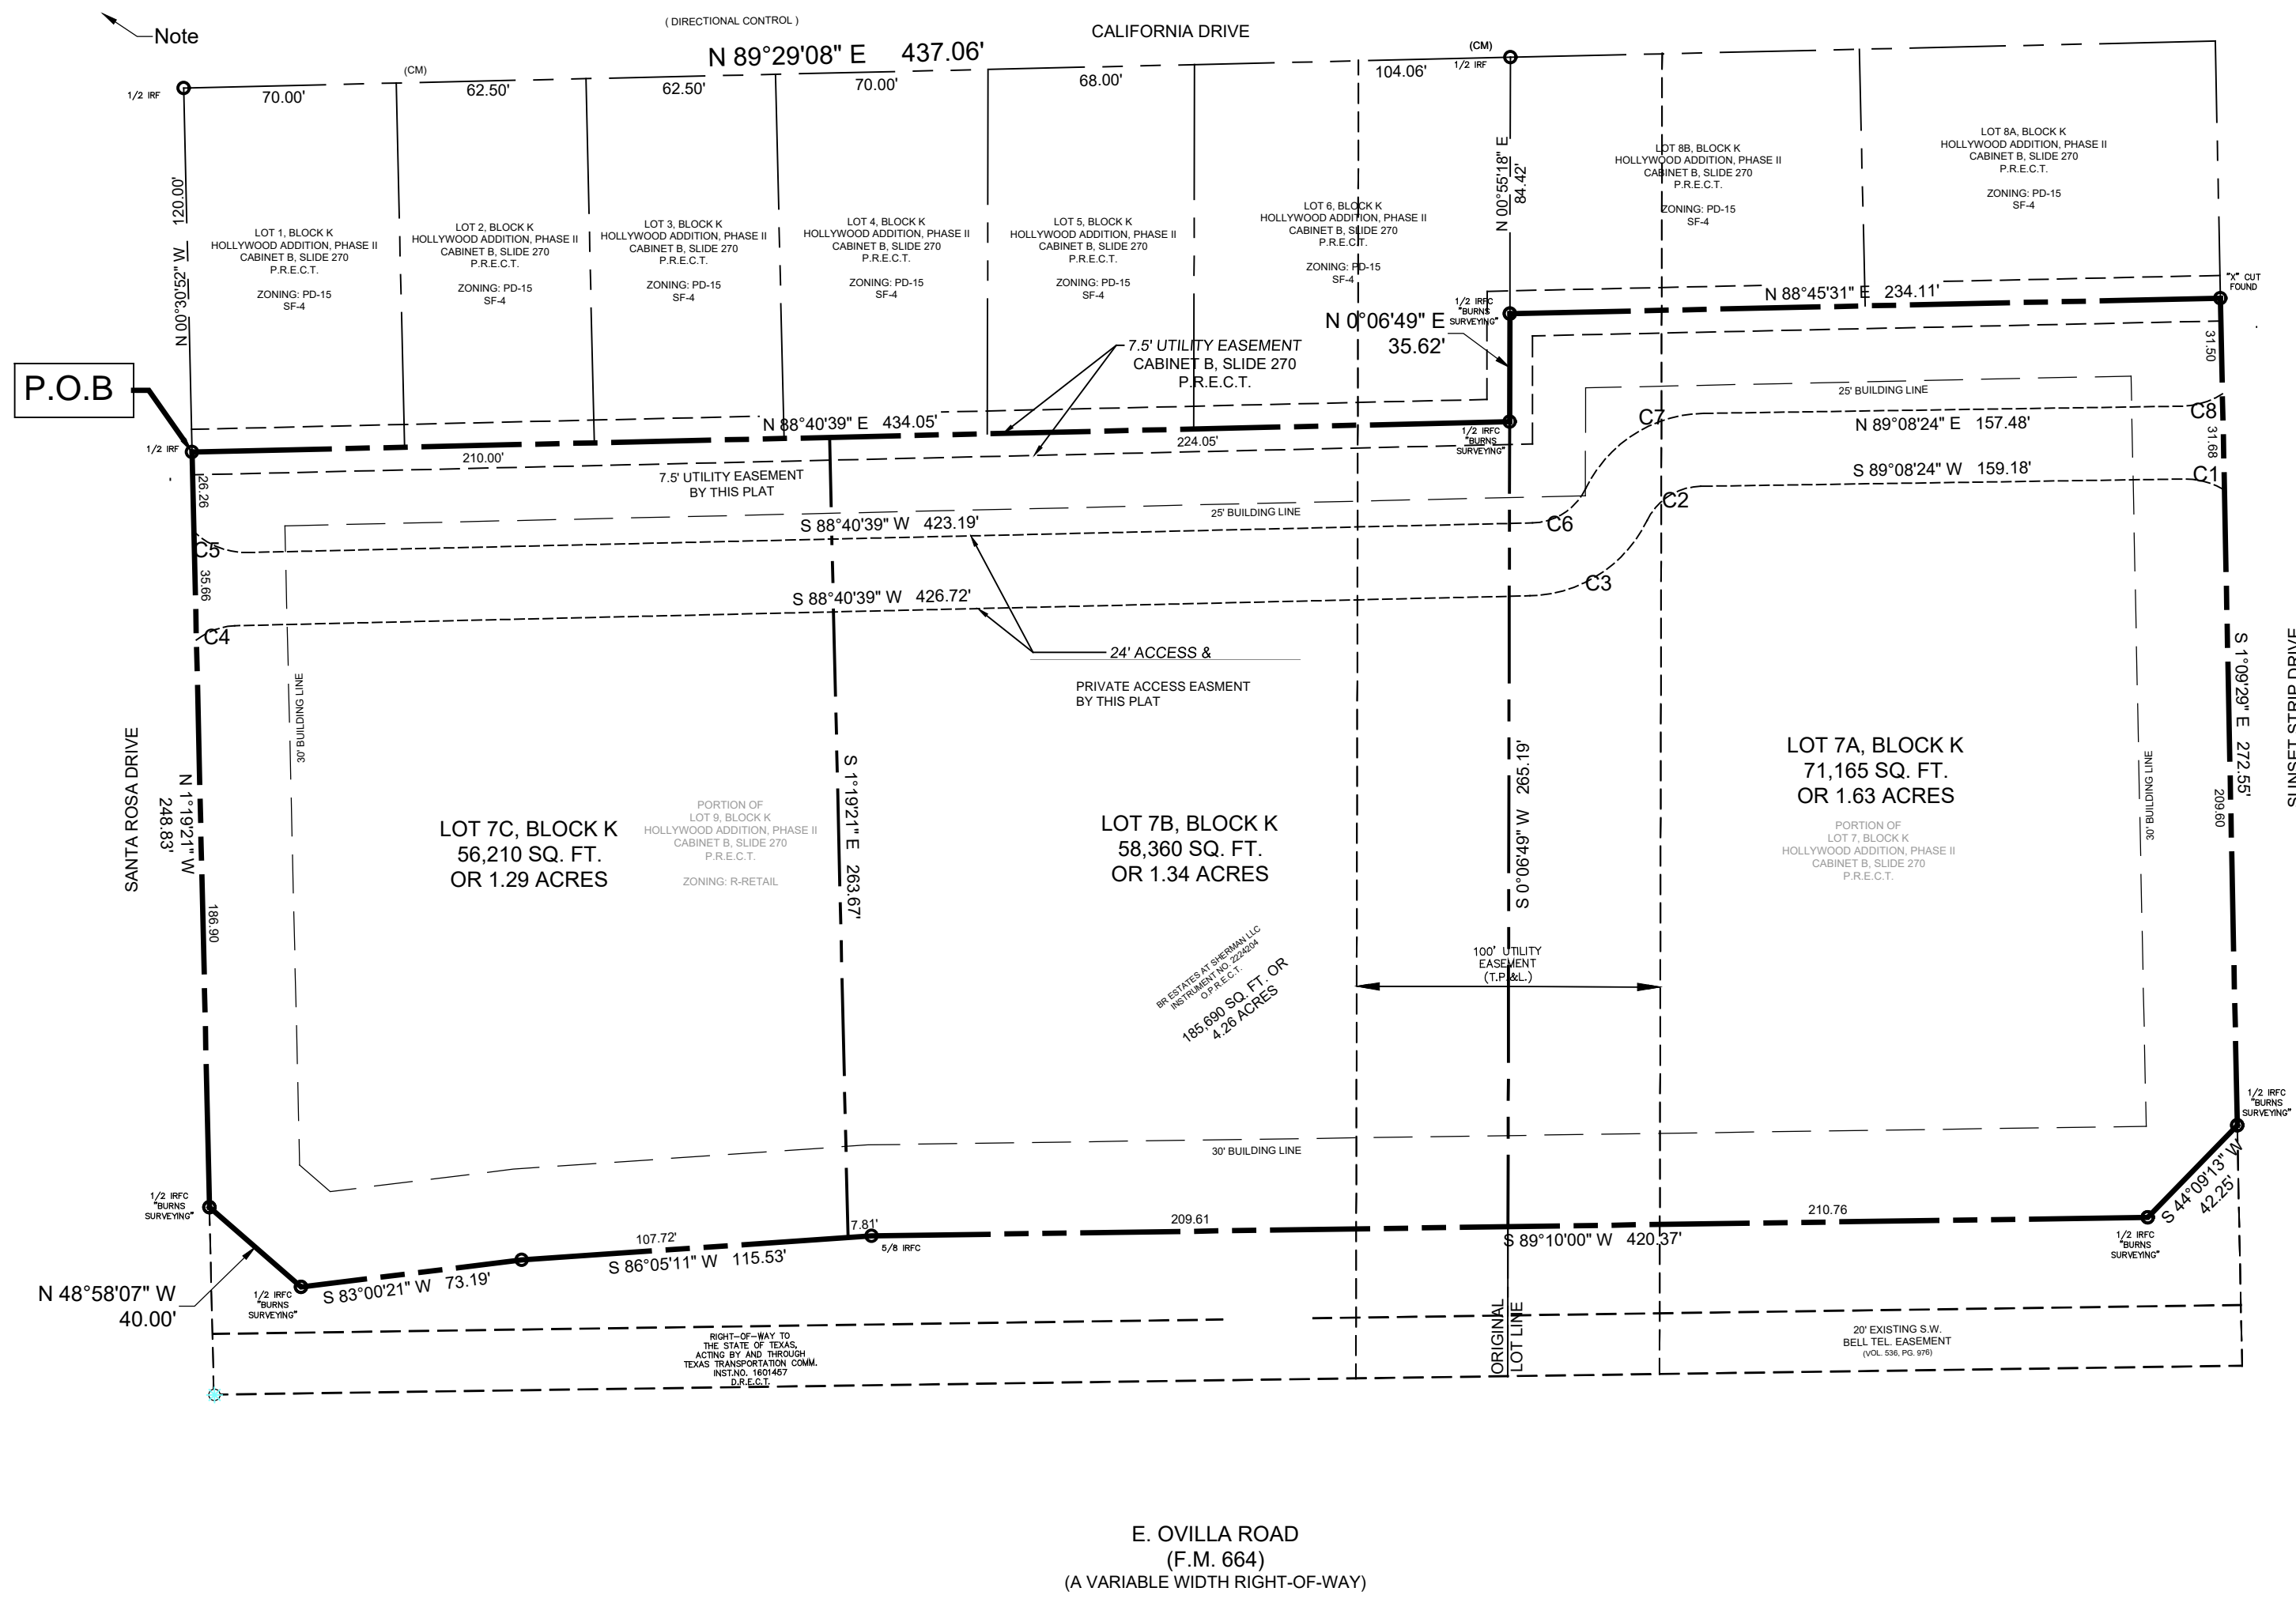 Note
( DIRECTIONAL CONTROL )
N 89°29'08" E 437.06'
CALIFORNIA DRIVE
(CM)
1/2 IRF
(CM)
1/2 IRF
70.00'
62.50'
62.50'
70.00'
68.00'
104.06'
N 00°30'52" W 120.00'
N 00°55'18" E
84.42'
LOT 1, BLOCK K
HOLLYWOOD ADDITION, PHASE II
CABINET B, SLIDE 270
P.R.E.C.T.
ZONING: PD-15
SF-4
LOT 2, BLOCK K
HOLLYWOOD ADDITION, PHASE II
CABINET B, SLIDE 270
P.R.E.C.T.
ZONING: PD-15
SF-4
LOT 3, BLOCK K
HOLLYWOOD ADDITION, PHASE II
CABINET B, SLIDE 270
P.R.E.C.T.
ZONING: PD-15
SF-4
LOT 4, BLOCK K
HOLLYWOOD ADDITION, PHASE II
CABINET B, SLIDE 270
P.R.E.C.T.
ZONING: PD-15
SF-4
LOT 5, BLOCK K
HOLLYWOOD ADDITION, PHASE II
CABINET B, SLIDE 270
P.R.E.C.T.
ZONING: PD-15
SF-4
LOT 6, BLOCK K
HOLLYWOOD ADDITION, PHASE II
CABINET B, SLIDE 270
P.R.E.C.T.
ZONING: PD-15
SF-4
LOT 8B, BLOCK K
HOLLYWOOD ADDITION, PHASE II
CABINET B, SLIDE 270
P.R.E.C.T.
ZONING: PD-15
SF-4
LOT 8A, BLOCK K
HOLLYWOOD ADDITION, PHASE II
CABINET B, SLIDE 270
P.R.E.C.T.
ZONING: PD-15
SF-4
"X" CUT
FOUND
N 88°45'31" E 234.11'
1/2 IRFC
"BURNS
SURVEYING"
N 0°06'49" E
35.62'
7.5' UTILITY EASEMENT
CABINET B, SLIDE 270
P.R.E.C.T.
P.O.B
1/2 IRF
N 88°40'39" E 434.05'
210.00'
224.05'
1/2 IRFC
"BURNS
SURVEYING"
7.5' UTILITY EASEMENT
BY THIS PLAT
31.50
25' BUILDING LINE
C7
C8
N 89°08'24" E 157.48'
31.68
S 89°08'24" W 159.18'
C1
C2
26.26
25' BUILDING LINE
S 88°40'39" W 423.19'
C6
C5
35.66
C3
S 88°40'39" W 426.72'
C4
24' ACCESS &
PRIVATE ACCESS EASMENT
BY THIS PLAT
30' BUILDING LINE
SANTA ROSA DRIVE
N 1°19'21" W
248.83'
186.90
LOT 7C, BLOCK K
56,210 SQ. FT.
OR 1.29 ACRES
PORTION OF
LOT 9, BLOCK K
HOLLYWOOD ADDITION, PHASE II
CABINET B, SLIDE 270
P.R.E.C.T.
ZONING: R-RETAIL
S 1°19'21" E 263.67'
LOT 7B, BLOCK K
58,360 SQ. FT.
OR 1.34 ACRES
S 0°06'49" W 265.19'
LOT 7A, BLOCK K
71,165 SQ. FT.
OR 1.63 ACRES
PORTION OF
LOT 7, BLOCK K
HOLLYWOOD ADDITION, PHASE II
CABINET B, SLIDE 270
P.R.E.C.T.
30' BUILDING LINE
209.60
S 1°09'29" E 272.55'
SUNSET STRIP DRIVE
BR ESTATES AT SHERMAN LLC
INSTRUMENT NO. 2224204
O.P.R.E.C.T.
185,690 SQ. FT. OR
4.26 ACRES
100' UTILITY
EASEMENT
(T.P.&L.)
1/2 IRFC
"BURNS
SURVEYING"
1/2 IRFC
"BURNS
SURVEYING"
30' BUILDING LINE
S 44°09'13" W
42.25'
107.72'
7.81'
5/8 IRFC
209.61
210.76
S 89°10'00" W 420.37'
1/2 IRFC
"BURNS
SURVEYING"
S 86°05'11" W 115.53'
S 83°00'21" W 73.19'
1/2 IRFC
"BURNS
SURVEYING"
N 48°58'07" W
40.00'
RIGHT-OF-WAY TO
THE STATE OF TEXAS,
ACTING BY AND THROUGH
TEXAS TRANSPORTATION COMM.
INST.NO. 1601467
D.R.E.C.T.
ORIGINAL
LOT LINE
20' EXISTING S.W.
BELL TEL. EASEMENT
(VOL. 536, PG. 976)
E. OVILLA ROAD
(F.M. 664)
(A VARIABLE WIDTH RIGHT-OF-WAY)